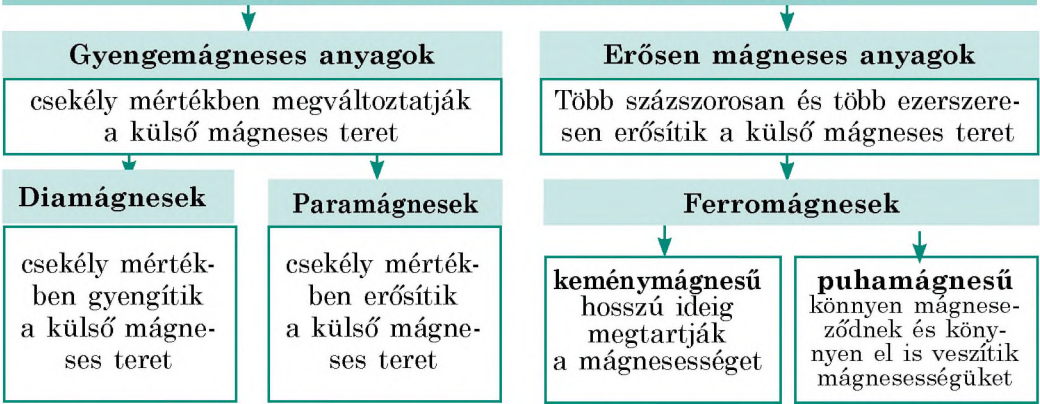 Gyengemágneses anyagok
csekély mértékben megváltoztatják
a külső mágneses teret
Erősen mágneses anyagok
Több százszorosan és több ezerszere-
sen erősítik a külső mágneses teret
Diamágnesek
csekély mérték-
ben gyengítik
a külső mágne-
ses teret
Paramágnesek
csekély mérték-
ben erősítik
a külső mágne-
ses teret
Ferromágnesek
keménymágnesű
hosszú ideig
megtartják
a mágnesességet
puhamágnesű
könnyen mágnese-
ződnek és köny-
nyen el is veszítik
mágnesességüket